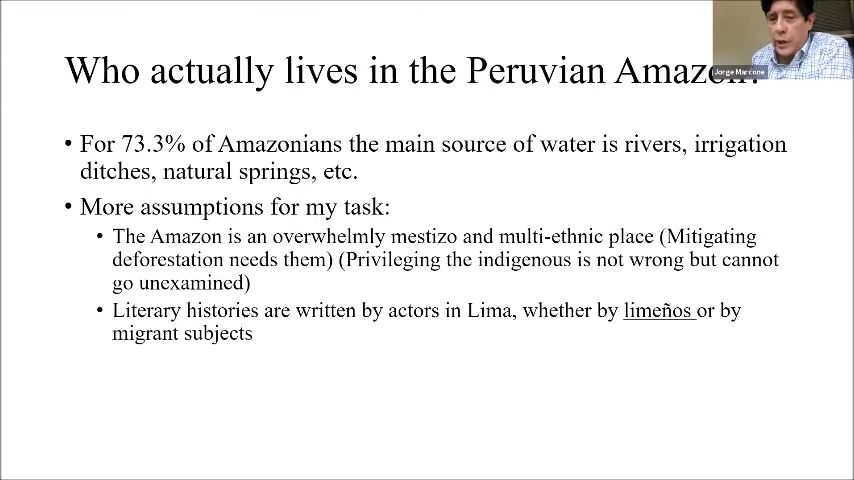 Who actually lives in the Peruvian Amazon?
Jorge Marcone
• For 73.3% of Amazonians the main source of water is rivers, irrigation
ditches, natural springs, etc.
• More assumptions for my task:
• The Amazon is an overwhelmly mestizo and multi-ethnic place (Mitigating
deforestation needs them) (Privileging the indigenous is not wrong but cannot
go unexamined)
• Literary histories are written by actors in Lima, whether by limeños or by
migrant subjects